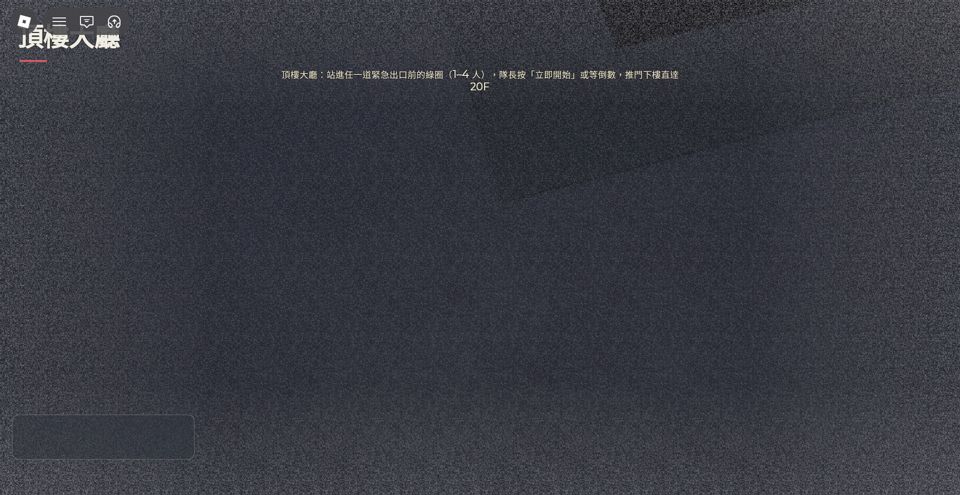 頂樓大廳
頂樓大廳：站進任一道緊急出口前的綠圈（1–4 人），隊長按「立即開始」或等倒數，推門下樓直達
20F